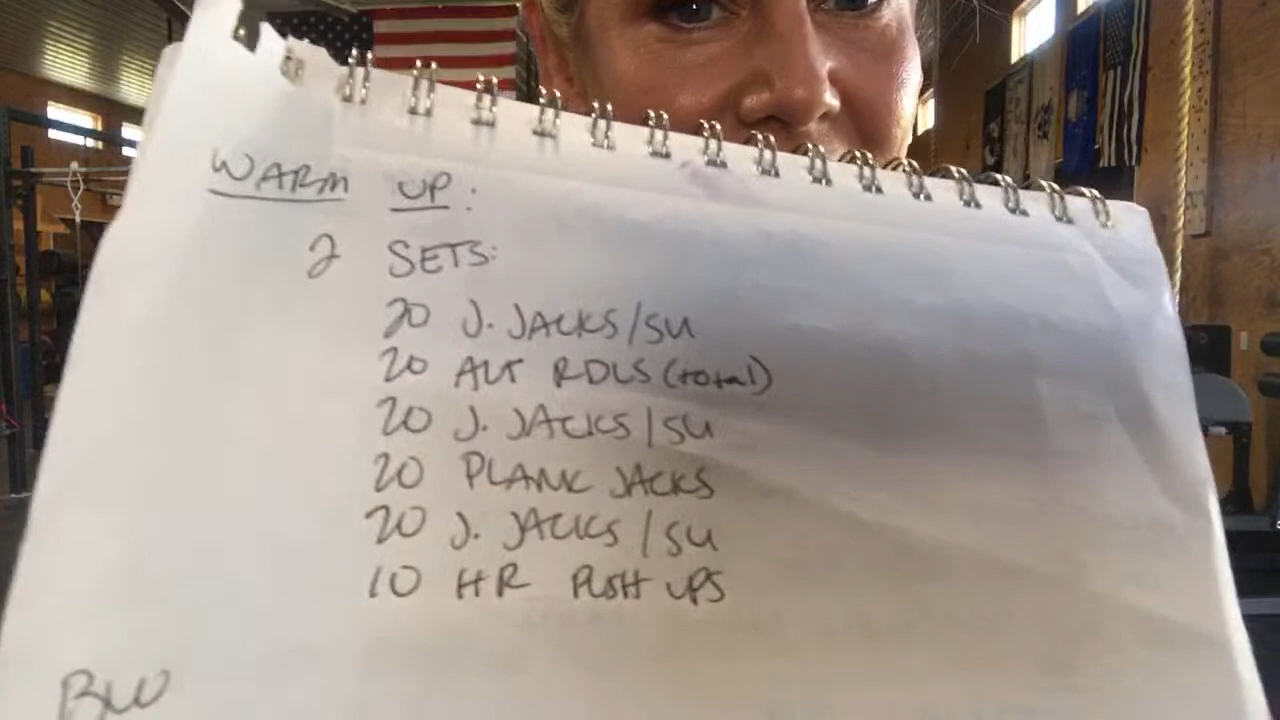 WARM UP:
2 SETS:
20 J. JACKS/SU
20 ALT RDLS (total)
20 J. JACKS/SU
20 PLANK JACKS
20 J. JACKS/SU
10 HR PUSH UPS
BW